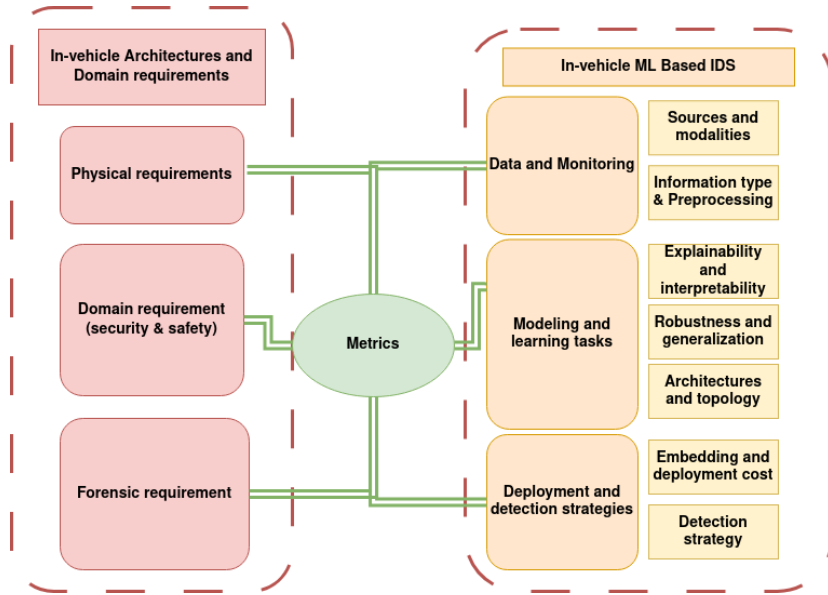 In-vehicle Architectures and
Domain requirements
Physical requirements
Domain requirement
(security & safety)
Forensic requirement
Metrics
In-vehicle ML Based IDS
Data and Monitoring
Sources and
modalities
Information type
& Preprocessing
Modeling and
learning tasks
Explainability
and
interpretability
Robustness and
generalization
Architectures
and topology
Deployment and
detection strategies
Embedding and
deployment cost
Detection
strategy